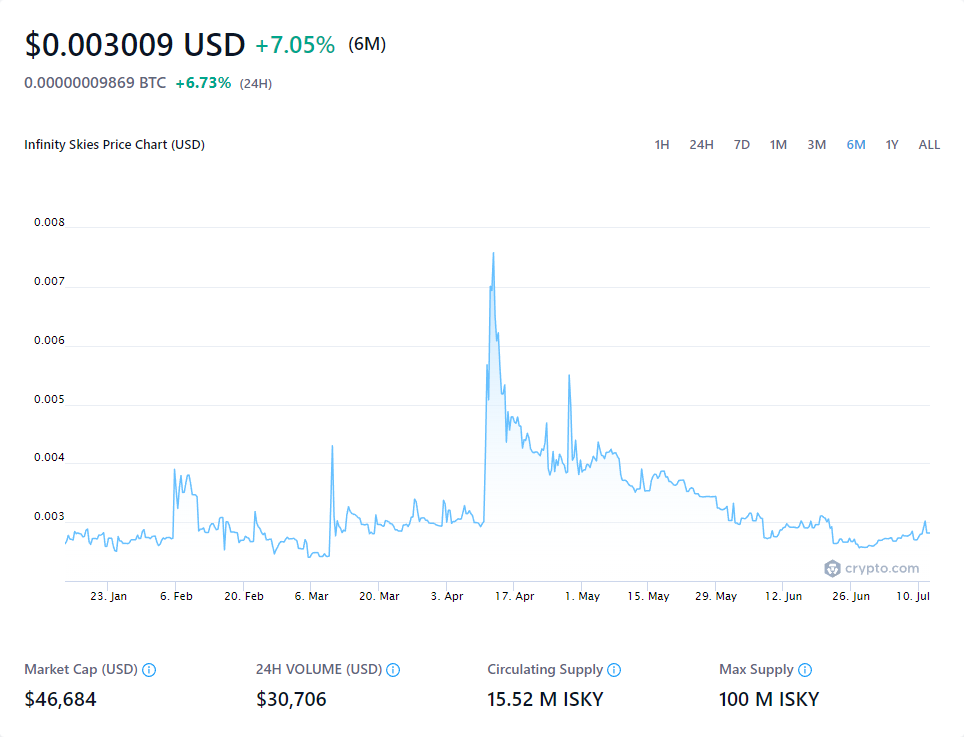 $0.003009 USD +7.05% (6M)
0.00000009869 BTC +6.73% (24H)
Infinity Skies Price Chart (USD) 1H 24H 7D 1M 3M 6M 1Y ALL
0.008
0.007
0.006
0.005
0.004
0.003
crypto.com
23. Jan 6. Feb 20. Feb 6. Mar 20. Mar 3. Apr 17. Apr 1. May 15. May 29. May 12. Jun 26. Jun 10. Jul
Market Cap (USD) 24H VOLUME (USD) Circulating Supply Max Supply
$46,684 $30,706 15.52 M ISKY 100 M ISKY